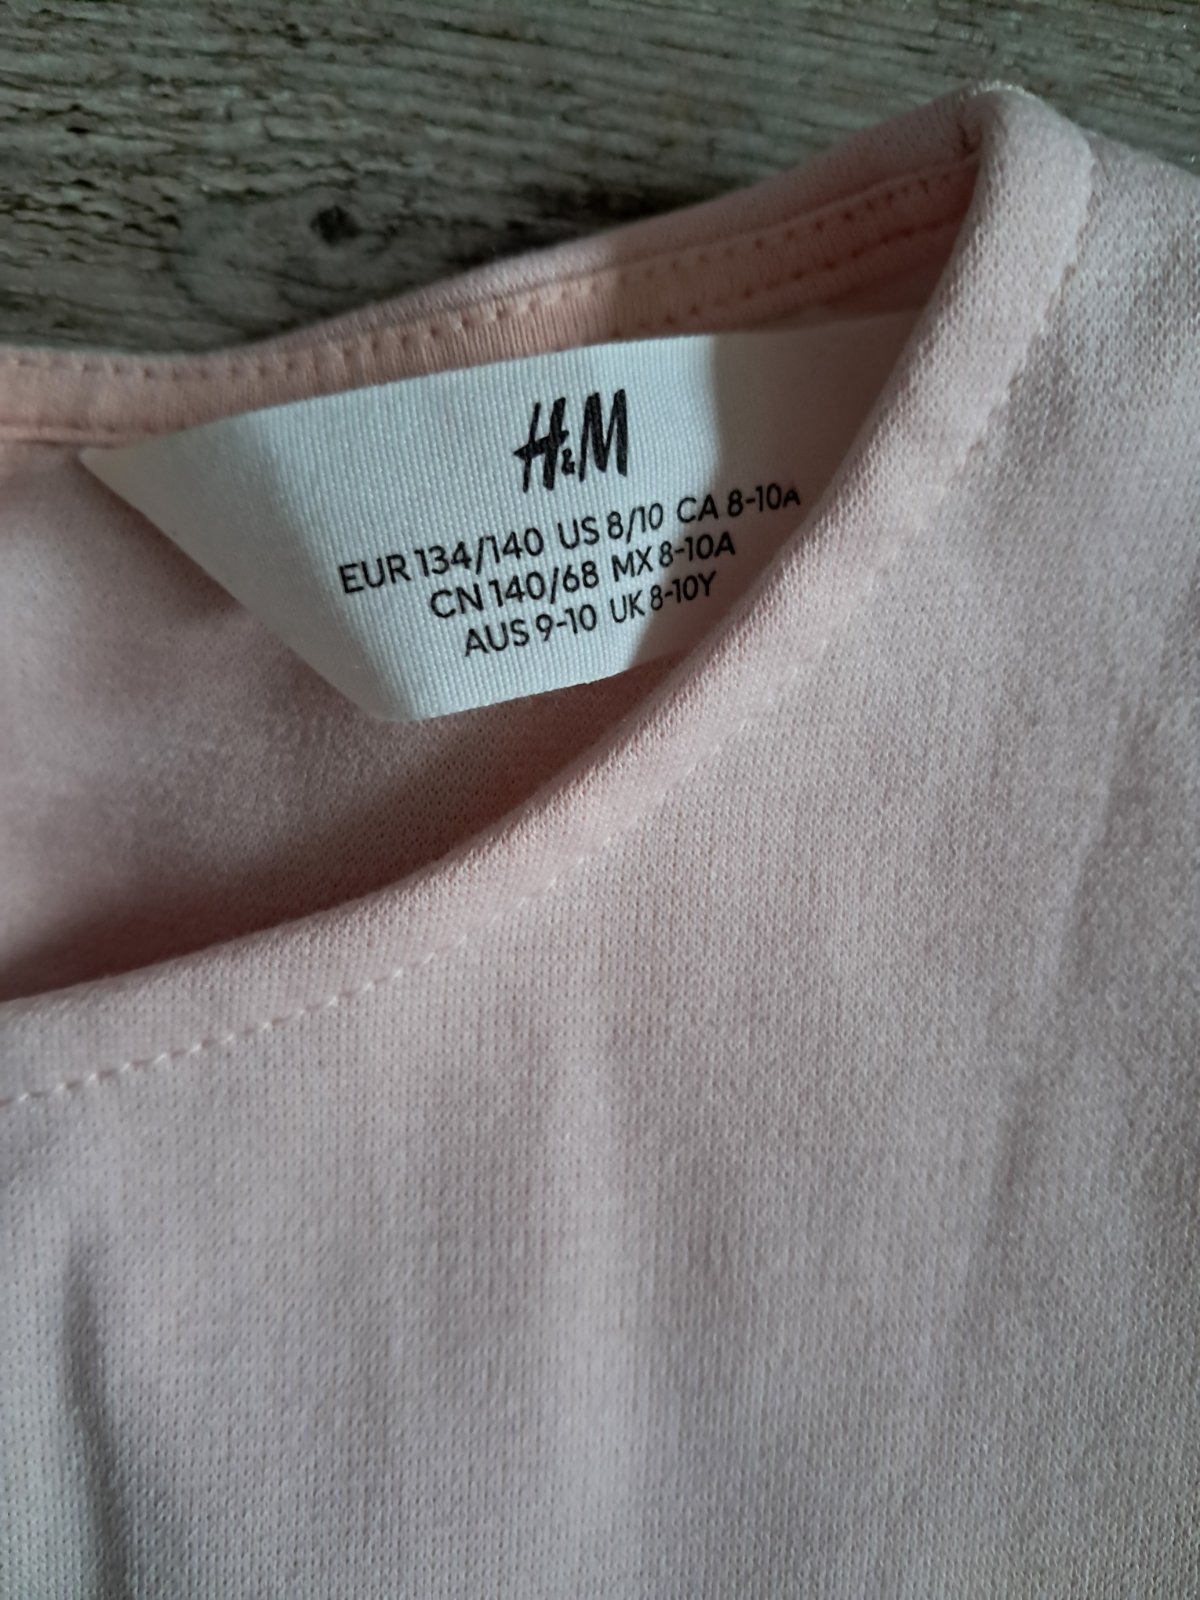 H&M
EUR 134/140 US 8/10 CA 8-10A
CN 140/68 MX 8-10A
AUS 9-10 UK 8-10Y